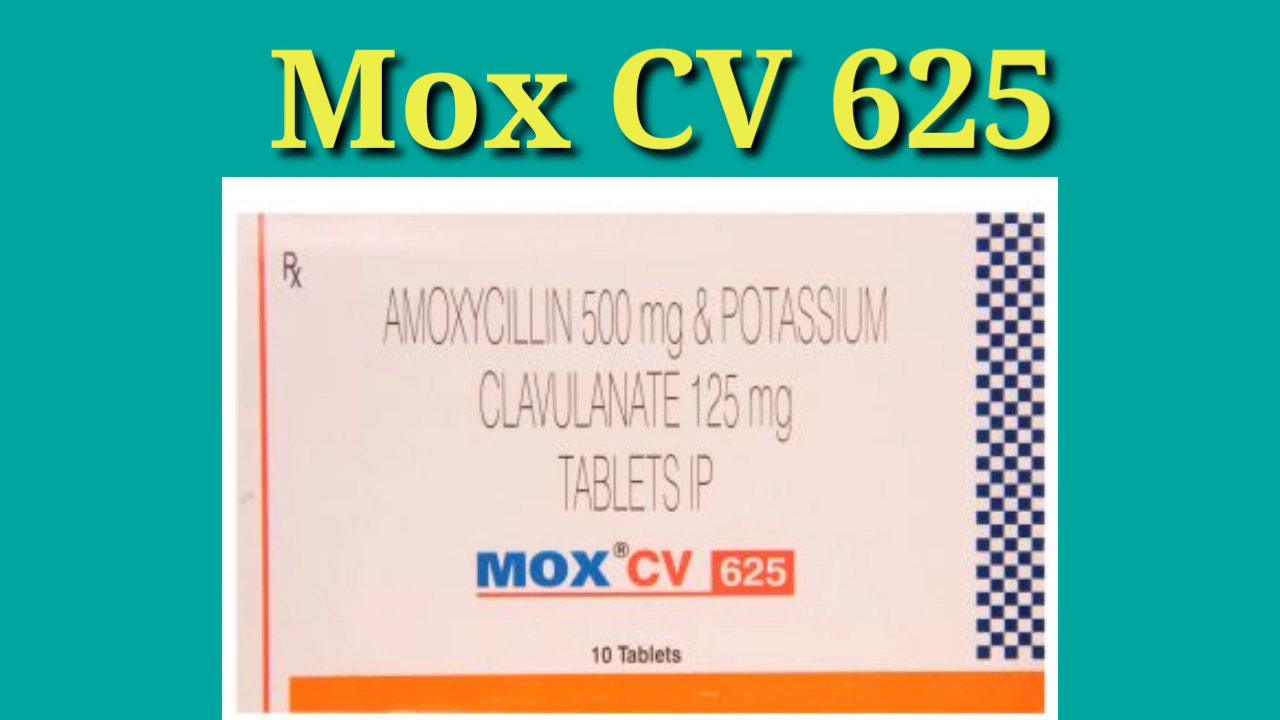 Mox CV 625
Rx
AMOXYCILLIN 500 mg & POTASSIUM
CLAVULANATE 125 mg
TABLETS IP
MOX® CV 625
10 Tablets